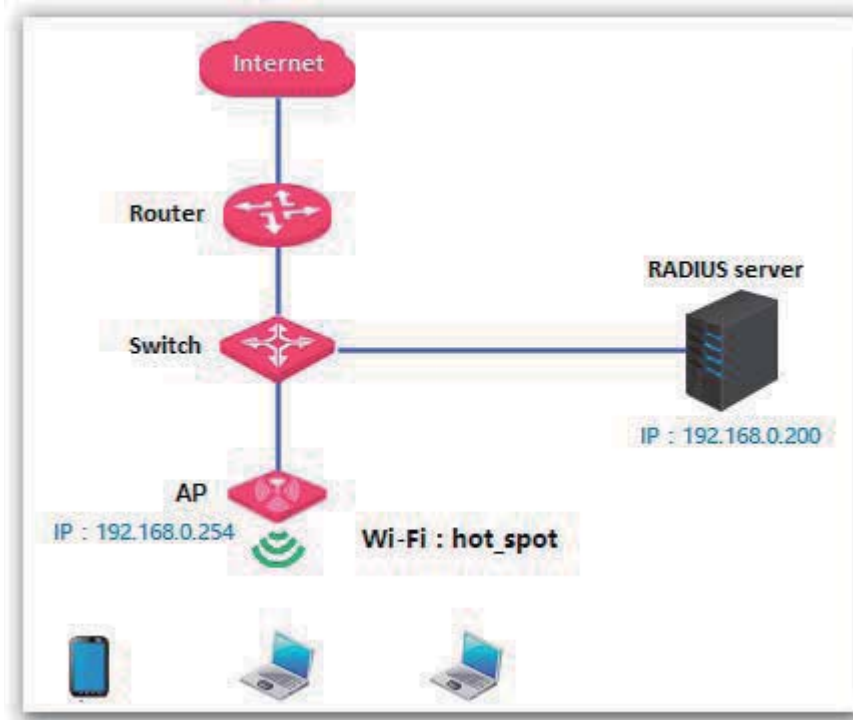 Internet
Router
RADIUS server
Switch
IP : 192.168.0.200
AP
IP : 192.168.0.254
Wi-Fi : hot_spot